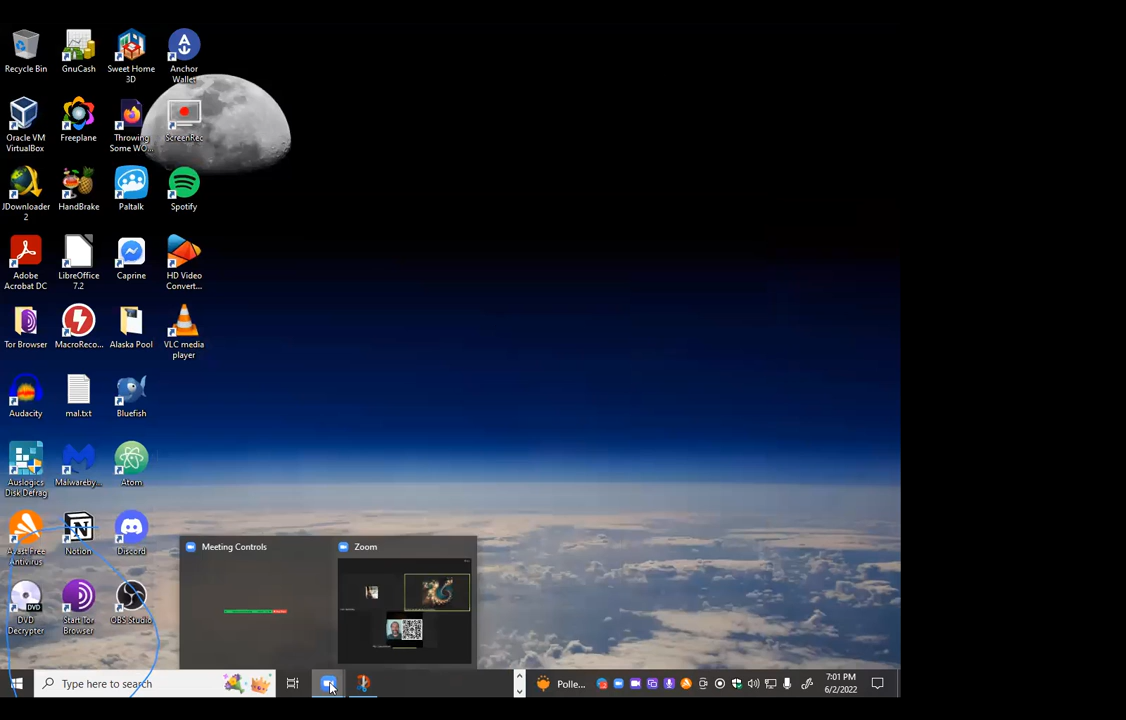 Recycle Bin
GnuCash
Sweet Home
3D
Anchor
Wallet
Oracle VM
VirtualBox
Freeplane
Throwing
Some WO...
ScreenRec
JDownloader
2
HandBrake
Paltalk
Spotify
Adobe
Acrobat DC
LibreOffice
7.2
Caprine
HD Video
Convert...
Tor Browser
MacroReco...
Alaska Pool
VLC media
player
Audacity
mal.txt
Bluefish
Auslogics
Disk Defrag
Malwareby...
Atom
Avast Free
Antivirus
Notion
Discord
DVD
DVD
Decrypter
Start Tor
Browser
OBS Studio
Meeting Controls
Zoom
Type here to search
Polle...
7:01 PM
6/2/2022